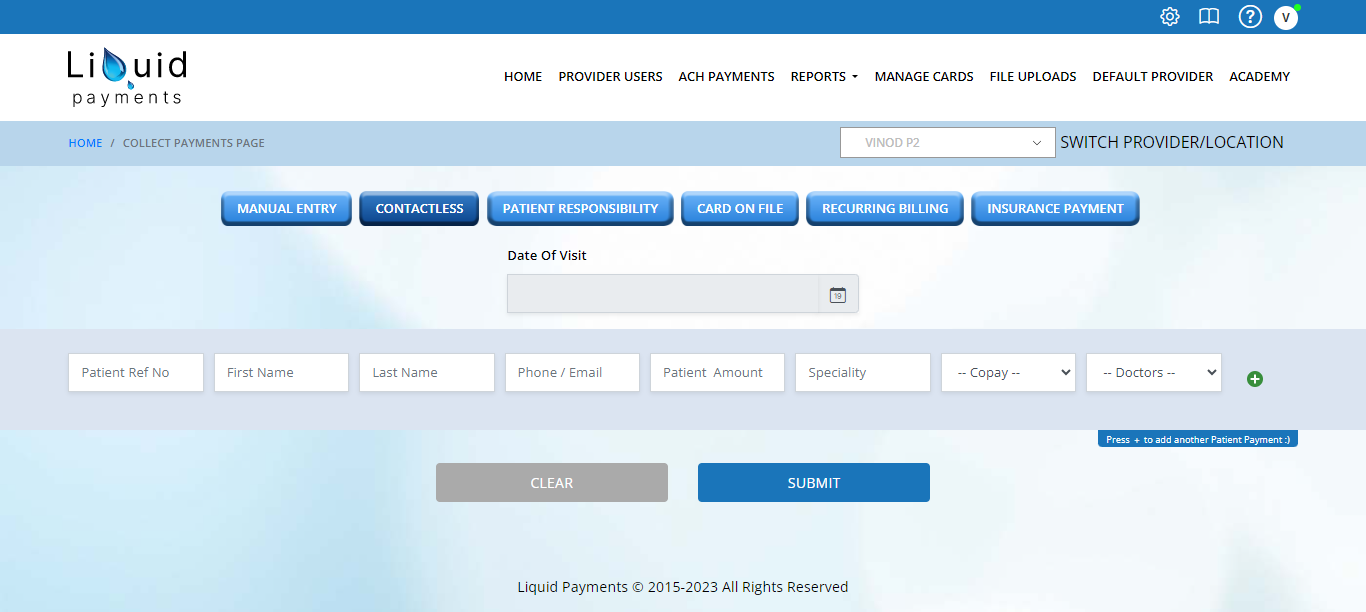 V
Liquid
payments
HOME PROVIDER USERS ACH PAYMENTS REPORTS MANAGE CARDS FILE UPLOADS DEFAULT PROVIDER ACADEMY
HOME / COLLECT PAYMENTS PAGE VINOD P2 SWITCH PROVIDER/LOCATION
MANUAL ENTRY CONTACTLESS PATIENT RESPONSIBILITY CARD ON FILE RECURRING BILLING INSURANCE PAYMENT
Date Of Visit
19
Patient Ref No First Name Last Name Phone / Email Patient Amount Speciality -- Copay -- -- Doctors --
Press + to add another Patient Payment :)
CLEAR SUBMIT
Liquid Payments © 2015-2023 All Rights Reserved